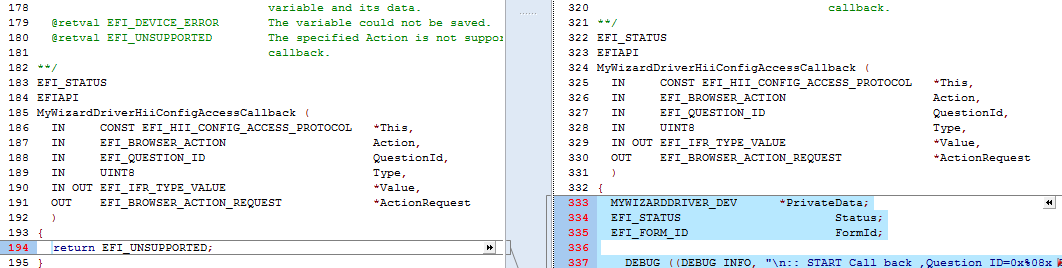 178                                    variable and its data.
179    @retval EFI_DEVICE_ERROR        The variable could not be saved.
180    @retval EFI_UNSUPPORTED         The specified Action is not suppor
181                                    callback.
182 **/
183 EFI_STATUS
184 EFIAPI
185 MyWizardDriverHiiConfigAccessCallback (
186   IN     CONST EFI_HII_CONFIG_ACCESS_PROTOCOL   *This,
187   IN     EFI_BROWSER_ACTION                     Action,
188   IN     EFI_QUESTION_ID                        QuestionId,
189   IN     UINT8                                  Type,
190   IN OUT EFI_IFR_TYPE_VALUE                     *Value,
191   OUT    EFI_BROWSER_ACTION_REQUEST             *ActionRequest
192   )
193 {
194   return EFI_UNSUPPORTED;
195 }
320                                    callback.
321 **/
322 EFI_STATUS
323 EFIAPI
324 MyWizardDriverHiiConfigAccessCallback (
325   IN     CONST EFI_HII_CONFIG_ACCESS_PROTOCOL   *This,
326   IN     EFI_BROWSER_ACTION                     Action,
327   IN     EFI_QUESTION_ID                        QuestionId,
328   IN     UINT8                                  Type,
329   IN OUT EFI_IFR_TYPE_VALUE                     *Value,
330   OUT    EFI_BROWSER_ACTION_REQUEST             *ActionRequest
331   )
332 {
333   MYWIZARDDRIVER_DEV      *PrivateData;
334   EFI_STATUS                      Status;
335   EFI_FORM_ID                     FormId;
336
337     DEBUG ((DEBUG_INFO, "\n:: START Call back ,Question ID=0x%08x